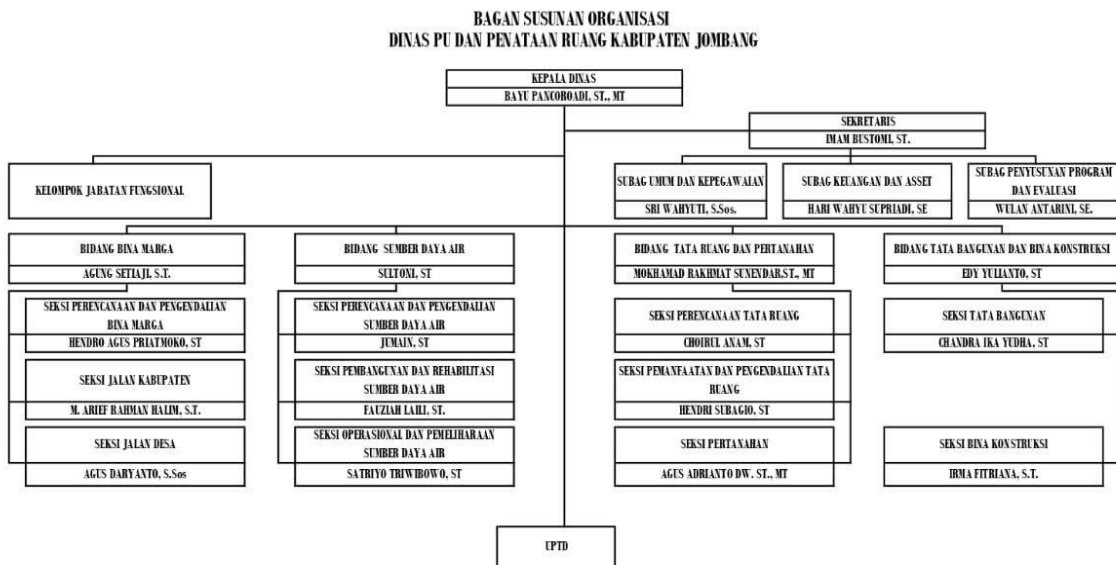 BAGAN SUSUNAN ORGANISASI
DINAS PU DAN PENATAAN RUANG KABUPATEN JOMBANG
KEPALA DINAS
BAYU PANCOROADI, ST., MT
SEKRETARIS
IMAM BUSTOMI, ST.
KELOMPOK JABATAN FUNGSIONAL
SUBAG UMUM DAN KEPEGAWAIAN
SRI WAHYUTI, S.Sos.
SUBAG KEUANGAN DAN ASSET
HARI WAHYU SUPRIADI, SE
SUBAG PENYUSUNAN PROGRAM
DAN EVALUASI
WULAN ANTARINI, SE.
BIDANG BINA MARGA
AGUNG SETIAJI, S.T.
SEKSI PERENCANAAN DAN PENGENDALIAN
BINA MARGA
HENDRO AGUS PRIATMOKO, ST
SEKSI JALAN KABUPATEN
M. ARIEF RAHMAN HALIM, S.T.
SEKSI JALAN DESA
AGUS DARYANTO, S.Sos
BIDANG SUMBER DAYA AIR
SULTONI, ST
SEKSI PERENCANAAN DAN PENGENDALIAN
SUMBER DAYA AIR
JUMAIN, ST
SEKSI PEMBANGUNAN DAN REHABILITASI
SUMBER DAYA AIR
FAUZIAH LAILI, ST.
SEKSI OPERASIONAL DAN PEMELIHARAAN
SUMBER DAYA AIR
SATRIYO TRIWIBOWO, ST
BIDANG TATA RUANG DAN PERTANAHAN
MOKHAMAD RAKHMAT SUNENDAR.ST., MT
SEKSI PERENCANAAN TATA RUANG
CHOIRUL ANAM, ST
SEKSI PEMANFAATAN DAN PENGENDALIAN TATA
RUANG
HENDRI SUBAGIO, ST
SEKSI PERTANAHAN
AGUS ADRIANTO DW. ST., MT
BIDANG TATA BANGUNAN DAN BINA KONSTRUKSI
EDY YULIANTO, ST
SEKSI TATA BANGUNAN
CHANDRA IKA YUDHA, ST
SEKSI BINA KONSTRUKSI
IRMA FITRIANA, S.T.
UPTD